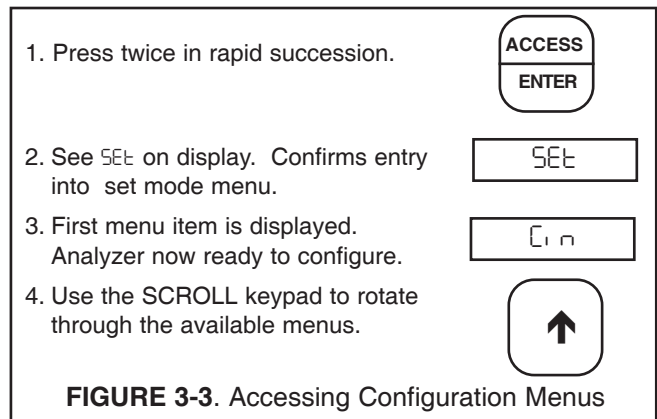 1. Press twice in rapid succession.
ACCESS
ENTER
2. See SEt on display. Confirms entry
into set mode menu.
SEt
3. First menu item is displayed.
Analyzer now ready to configure.
Cin
4. Use the SCROLL keypad to rotate
through the available menus.
FIGURE 3-3. Accessing Configuration Menus